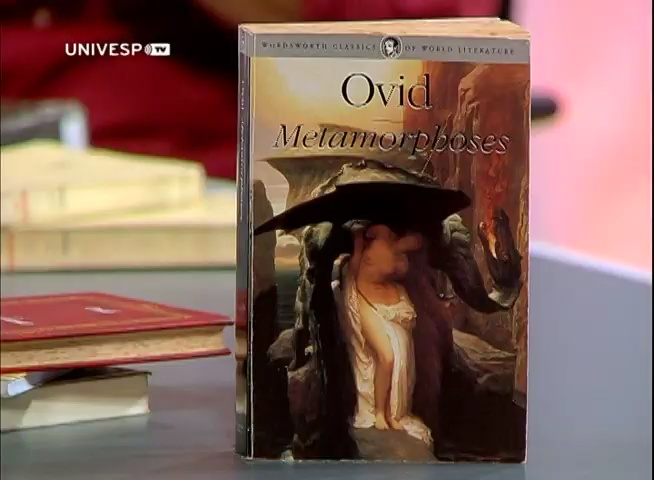 UNIVESP TV
WORDSWORTH CLASSICS OF WORLD LITERATURE
Ovid
Metamorphoses